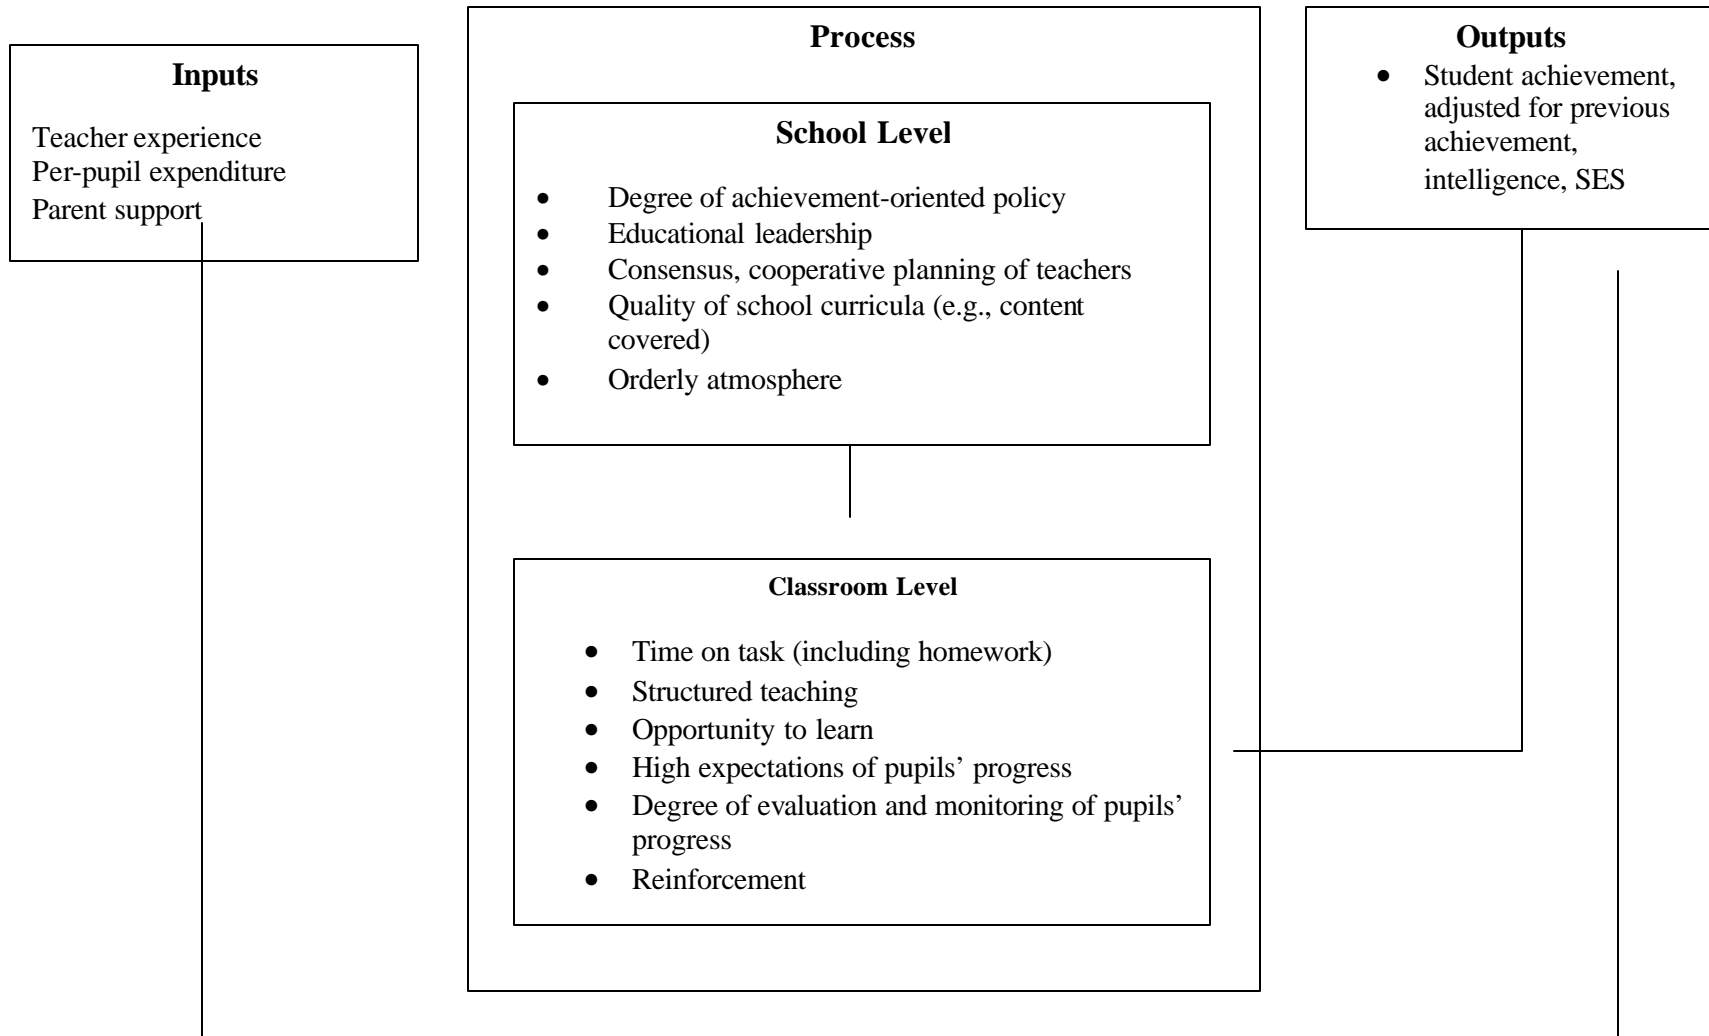 Inputs
Teacher experience
Per-pupil expenditure
Parent support
Process
School Level
• Degree of achievement-oriented policy
• Educational leadership
• Consensus, cooperative planning of teachers
• Quality of school curricula (e.g., content
covered)
• Orderly atmosphere
Classroom Level
• Time on task (including homework)
• Structured teaching
• Opportunity to learn
• High expectations of pupils’ progress
• Degree of evaluation and monitoring of pupils’
progress
• Reinforcement
Outputs
• Student achievement,
adjusted for previous
achievement,
intelligence, SES